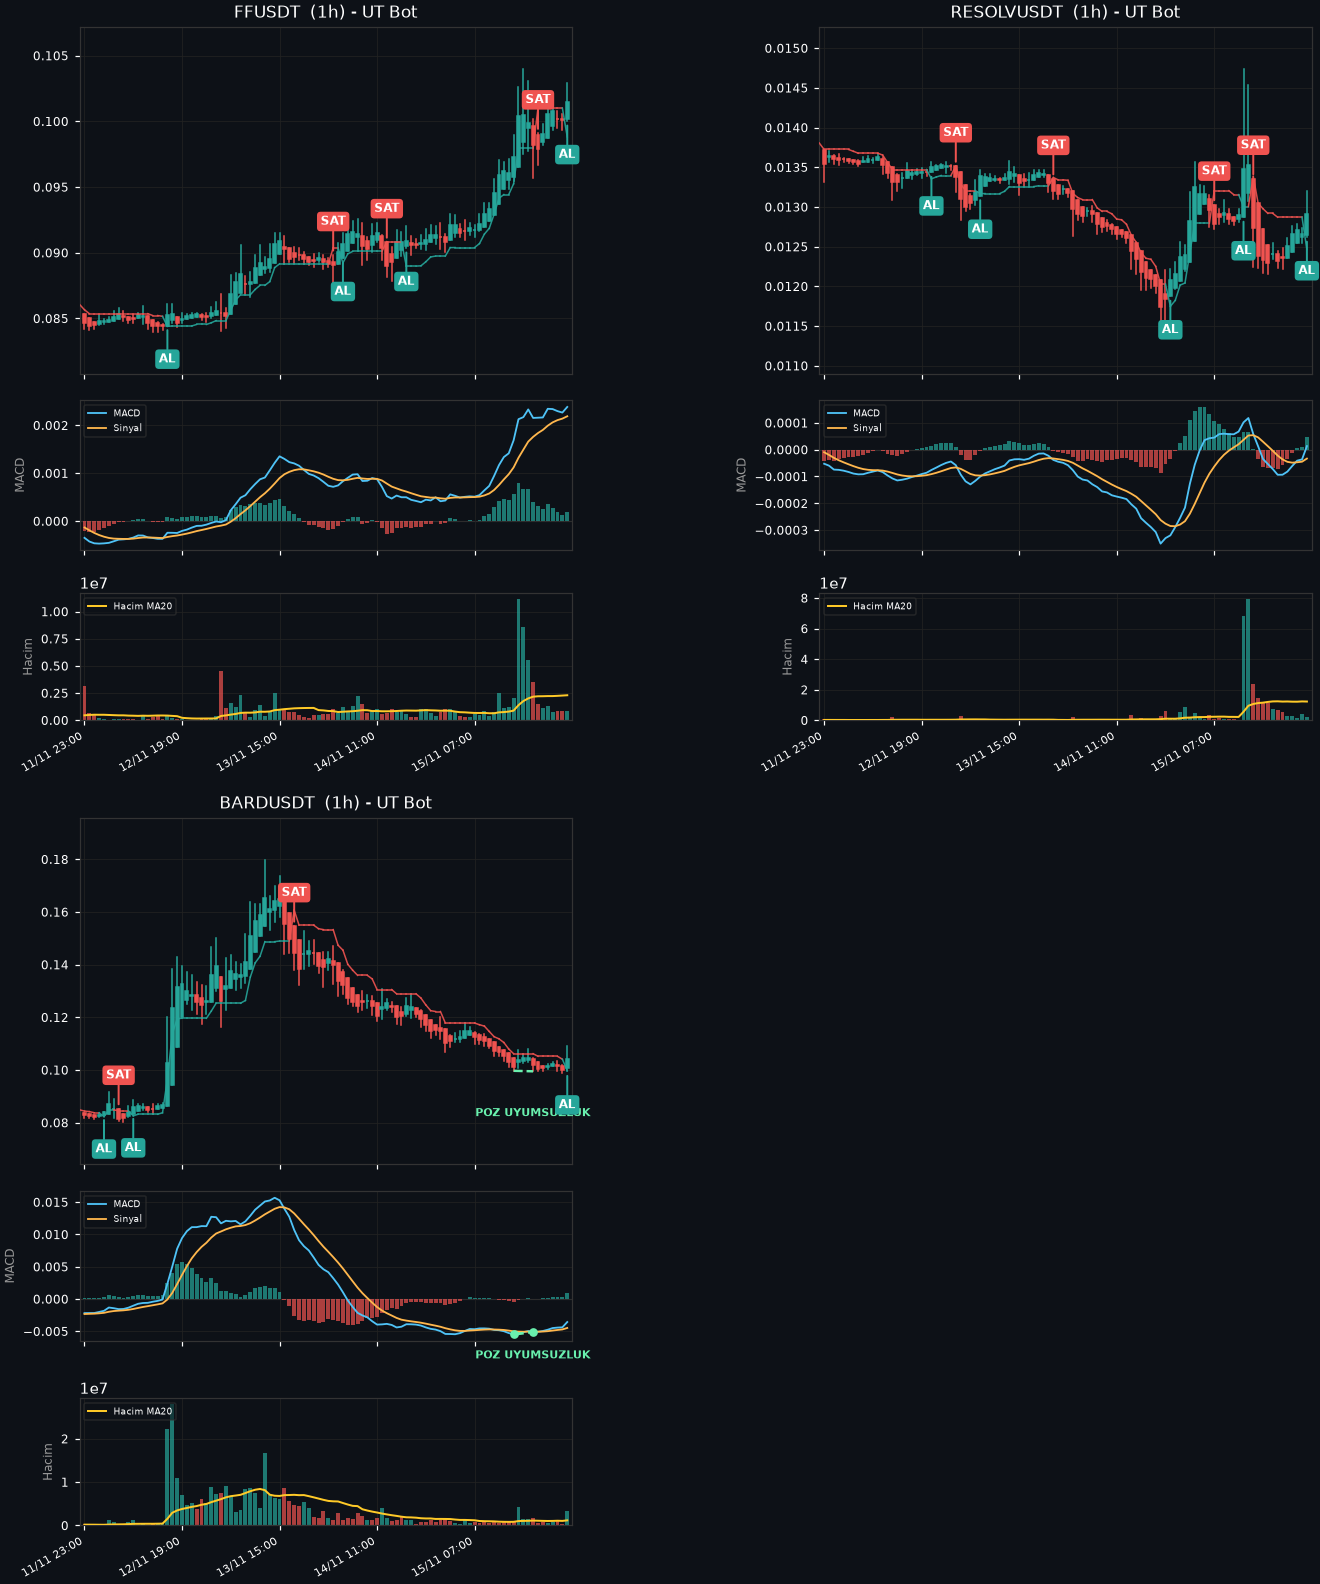 FFUSDT (1h) - UT Bot
0.105
0.100
0.095
0.090
0.085
SAT
AL
SAT
SAT
AL
AL
AL
MACD
Sinyal
MACD
0.002
0.001
0.000
1e7
Hacim MA20
Hacim
1.00
0.75
0.50
0.25
0.00
11/11 23:00
12/11 19:00
13/11 15:00
14/11 11:00
15/11 07:00
RESOLVUSDT (1h) - UT Bot
0.0150
0.0145
0.0140
0.0135
0.0130
0.0125
0.0120
0.0115
0.0110
SAT
SAT
SAT
SAT
AL
AL
AL
AL
AL
MACD
Sinyal
MACD
0.0001
0.0000
−0.0001
−0.0002
−0.0003
1e7
Hacim MA20
Hacim
8
6
4
2
0
11/11 23:00
12/11 19:00
13/11 15:00
14/11 11:00
15/11 07:00
BARDUSDT (1h) - UT Bot
0.18
0.16
0.14
0.12
0.10
0.08
SAT
SAT
AL
POZ UYUMSUZLUK
AL
AL
MACD
Sinyal
MACD
0.015
0.010
0.005
0.000
−0.005
POZ UYUMSUZLUK
1e7
Hacim MA20
Hacim
2
1
0
11/11 23:00
12/11 19:00
13/11 15:00
14/11 11:00
15/11 07:00